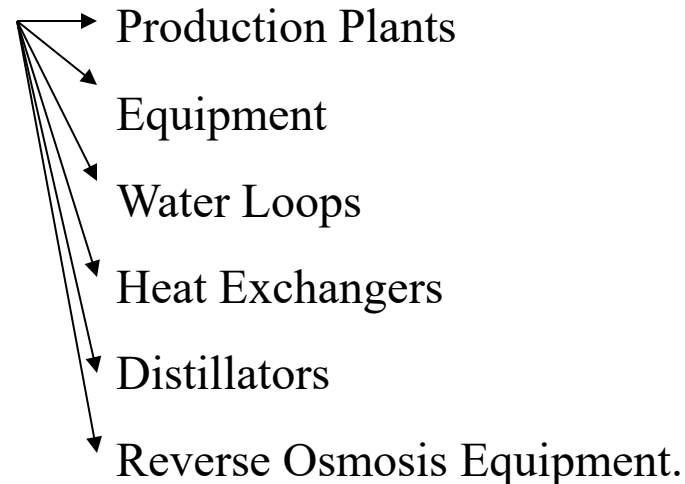 Production Plants
Equipment
Water Loops
Heat Exchangers
Distillators
Reverse Osmosis Equipment.